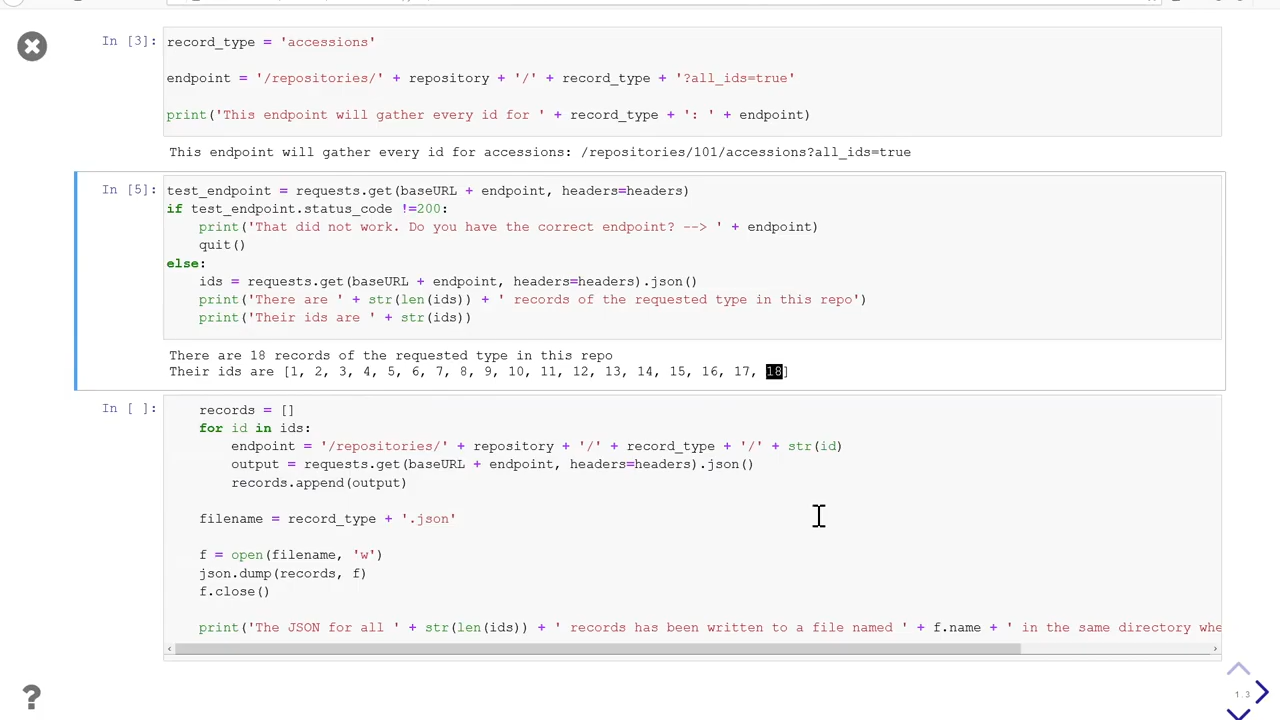 In [3]:
record_type = 'accessions'
endpoint = '/repositories/' + repository + '/' + record_type + '?all_ids=true'
print('This endpoint will gather every id for ' + record_type + ': ' + endpoint)
This endpoint will gather every id for accessions: /repositories/101/accessions?all_ids=true
In [5]:
test_endpoint = requests.get(baseURL + endpoint, headers=headers)
if test_endpoint.status_code !=200:
    print('That did not work. Do you have the correct endpoint? --> ' + endpoint)
    quit()
else:
    ids = requests.get(baseURL + endpoint, headers=headers).json()
    print('There are ' + str(len(ids)) + ' records of the requested type in this repo')
    print('Their ids are ' + str(ids))
There are 18 records of the requested type in this repo
Their ids are [1, 2, 3, 4, 5, 6, 7, 8, 9, 10, 11, 12, 13, 14, 15, 16, 17, 18]
In [ ]:
    records = []
    for id in ids:
        endpoint = '/repositories/' + repository + '/' + record_type + '/' + str(id)
        output = requests.get(baseURL + endpoint, headers=headers).json()
        records.append(output)
    filename = record_type + '.json'
    f = open(filename, 'w')
    json.dump(records, f)
    f.close()
    print('The JSON for all ' + str(len(ids)) + ' records has been written to a file named ' + f.name + ' in the same directory whe
?
1.3